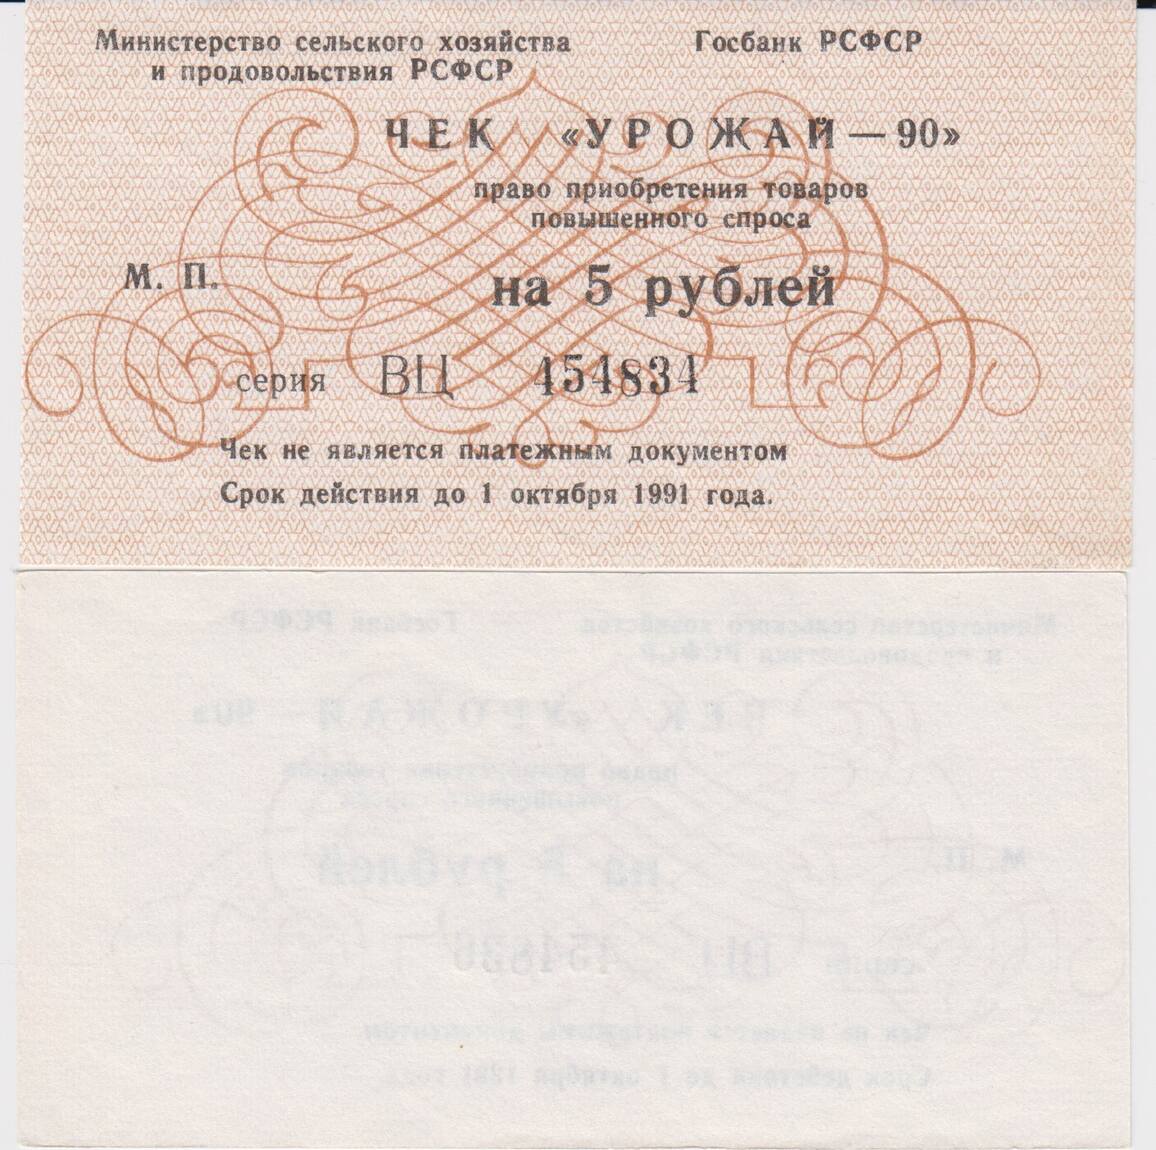 Министерство сельского хозяйства Госбанк РСФСР
и продовольствия РСФСР
ЧЕК «УРОЖАЙ — 90»
право приобретения товаров
повышенного спроса
М. П. на 5 рублей
серия ВЦ 454834
Чек не является платежным документом
Срок действия до 1 октября 1991 года.